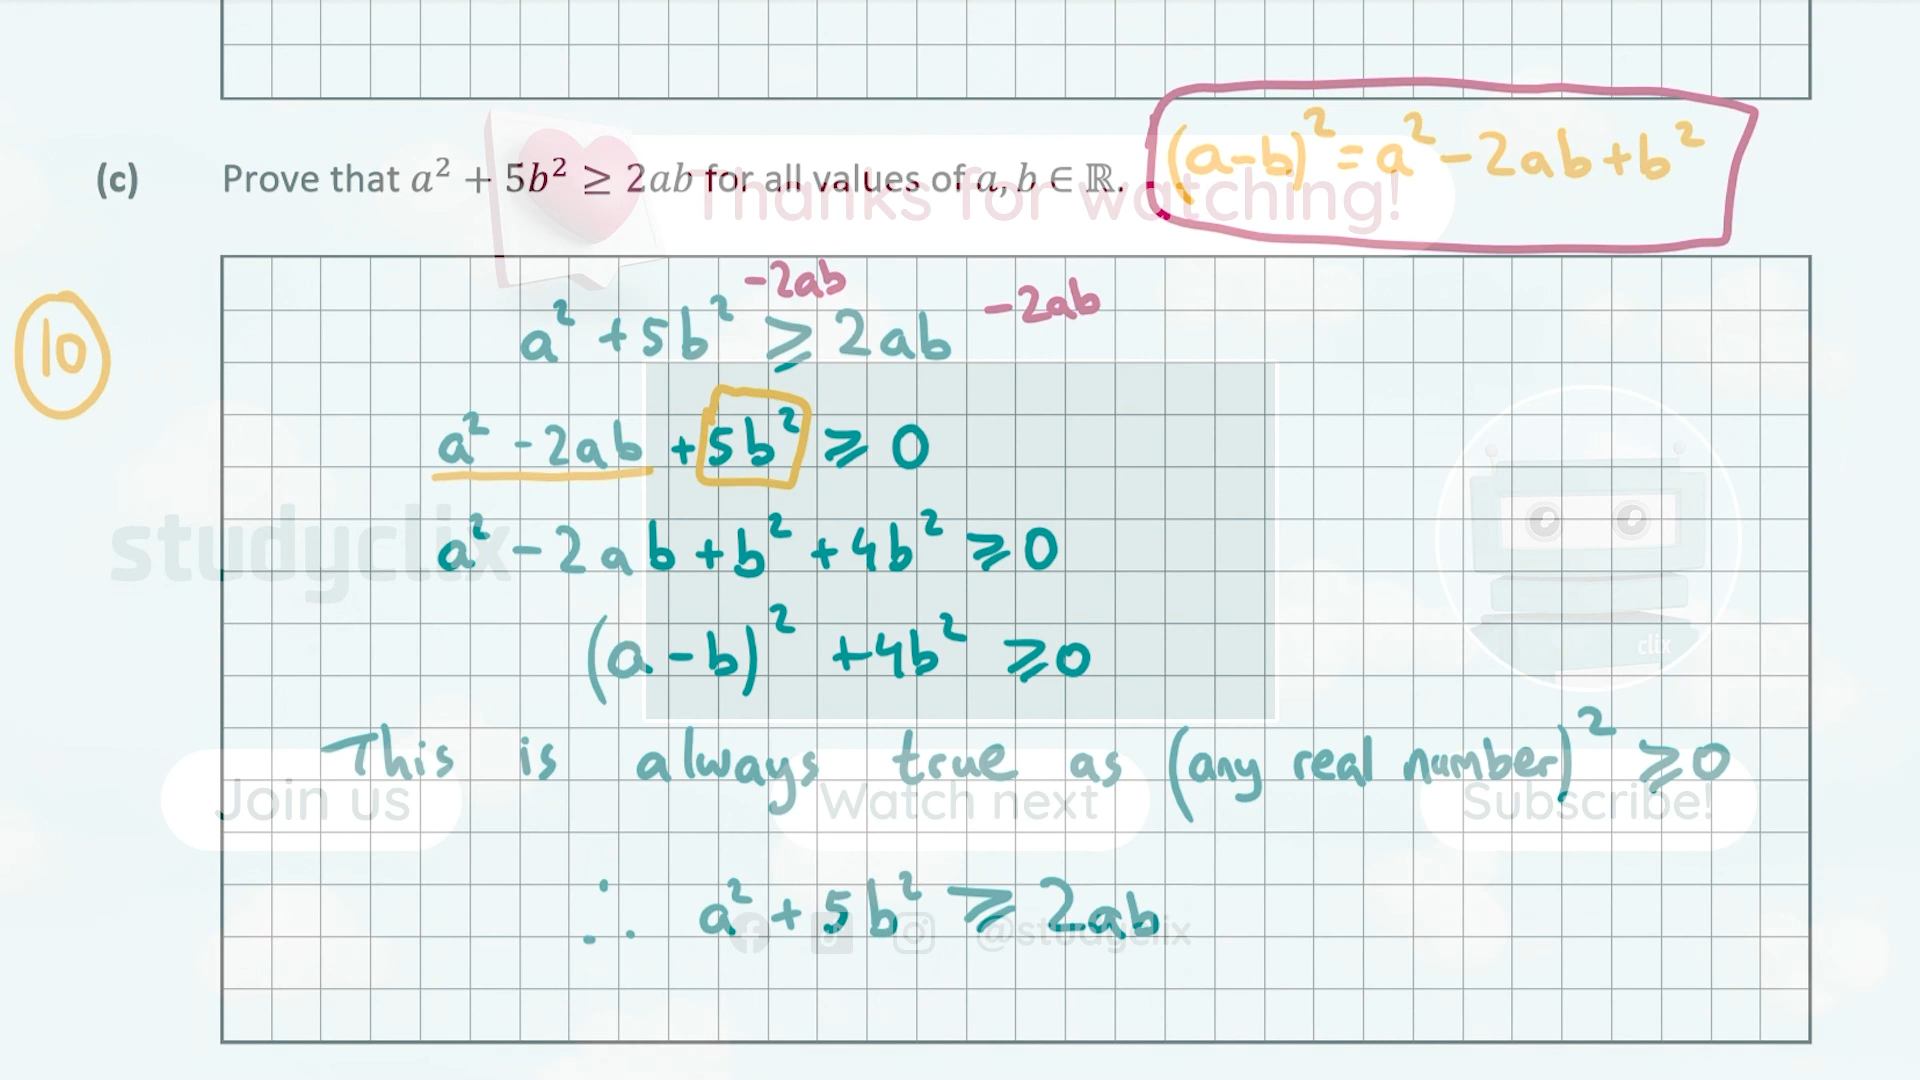 (a-b)² = a² - 2ab + b²
(c) Prove that a² + 5b² ≥ 2ab for all values of a, b ∈ ℝ.
Thanks for watching!
-2ab -2ab
10
a² + 5b² ≥ 2ab
a² - 2ab + 5b² ≥ 0
studyclix
a² - 2ab + b² + 4b² ≥ 0
(a-b)² + 4b² ≥ 0
clix
This is always true as (any real number)² ≥ 0
Join us Watch next Subscribe!
∴ a² + 5b² ≥ 2ab
@studyclix